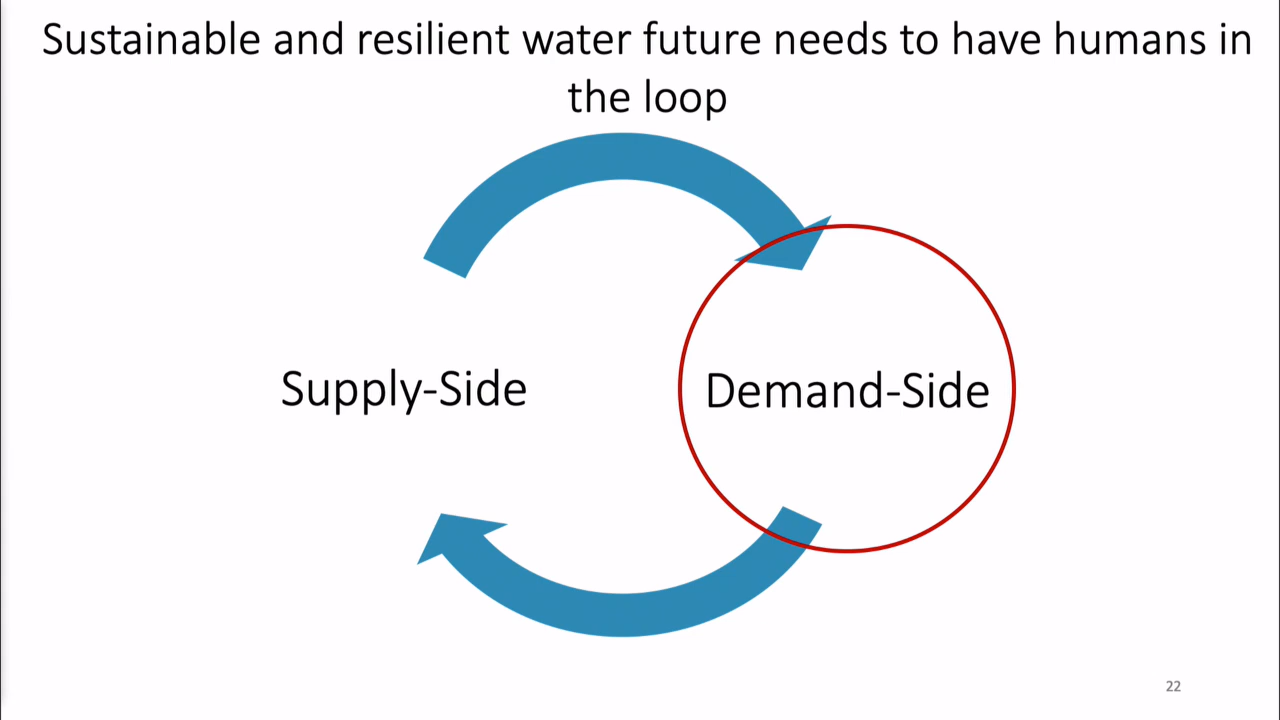 Sustainable and resilient water future needs to have humans in
the loop
Supply-Side
Demand-Side
22